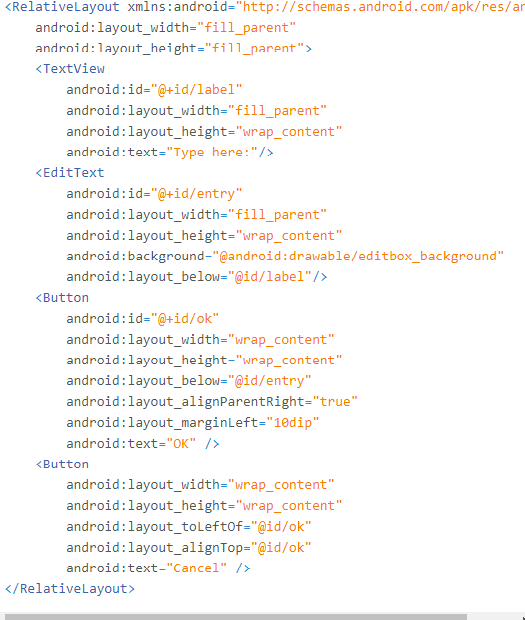 <RelativeLayout xmlns:android="http://schemas.android.com/apk/res/an
android:layout_width="fill_parent"
android:layout_height="fill_parent">
<TextView
android:id="@+id/label"
android:layout_width="fill_parent"
android:layout_height="wrap_content"
android:text="Type here:"/>
<EditText
android:id="@+id/entry"
android:layout_width="fill_parent"
android:layout_height="wrap_content"
android:background="@android:drawable/editbox_background"
android:layout_below="@id/label"/>
<Button
android:id="@+id/ok"
android:layout_width="wrap_content"
android:layout_height="wrap_content"
android:layout_below="@id/entry"
android:layout_alignParentRight="true"
android:layout_marginLeft="10dip"
android:text="OK" />
<Button
android:layout_width="wrap_content"
android:layout_height="wrap_content"
android:layout_toLeftOf="@id/ok"
android:layout_alignTop="@id/ok"
android:text="Cancel" />
</RelativeLayout>